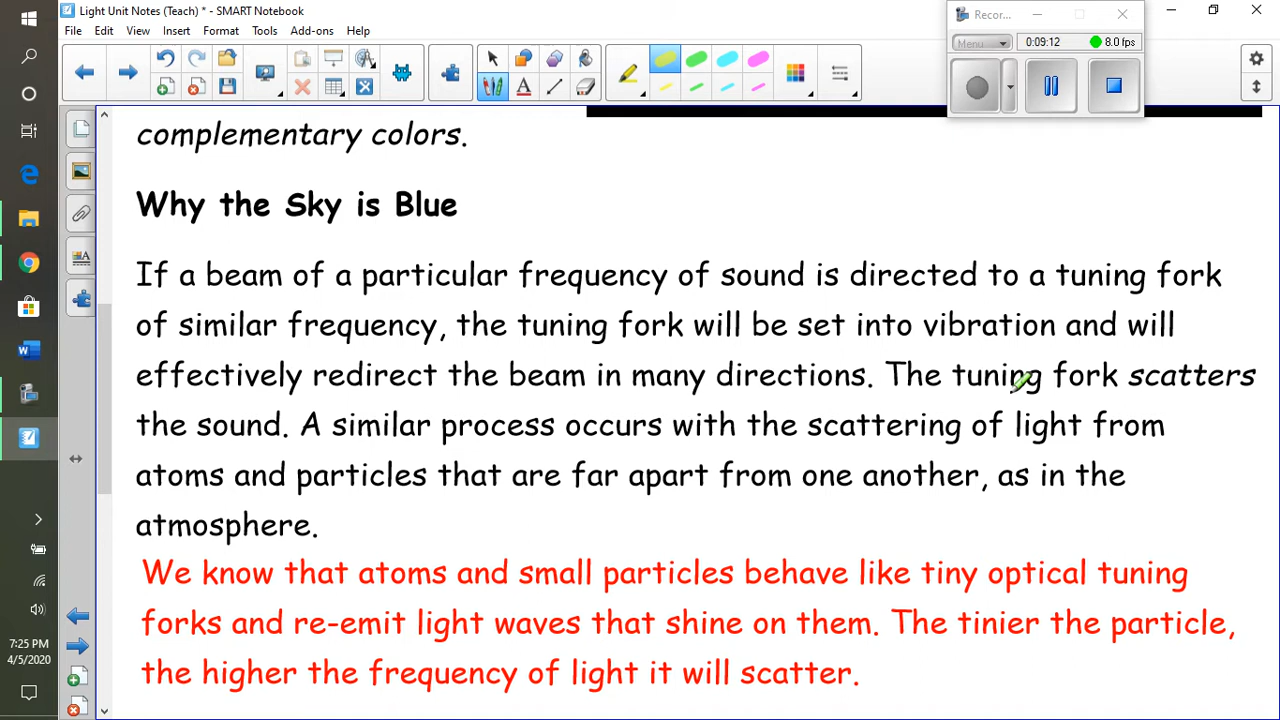 Light Unit Notes (Teach) * - SMART Notebook
Recor...
File Edit View Insert Format Tools Add-ons Help
Menu
0:09:12
8.0 fps
complementary colors.
Why the Sky is Blue
If a beam of a particular frequency of sound is directed to a tuning fork
of similar frequency, the tuning fork will be set into vibration and will
effectively redirect the beam in many directions. The tuning fork scatters
the sound. A similar process occurs with the scattering of light from
atoms and particles that are far apart from one another, as in the
atmosphere.
We know that atoms and small particles behave like tiny optical tuning
forks and re-emit light waves that shine on them. The tinier the particle,
the higher the frequency of light it will scatter.
7:25 PM
4/5/2020